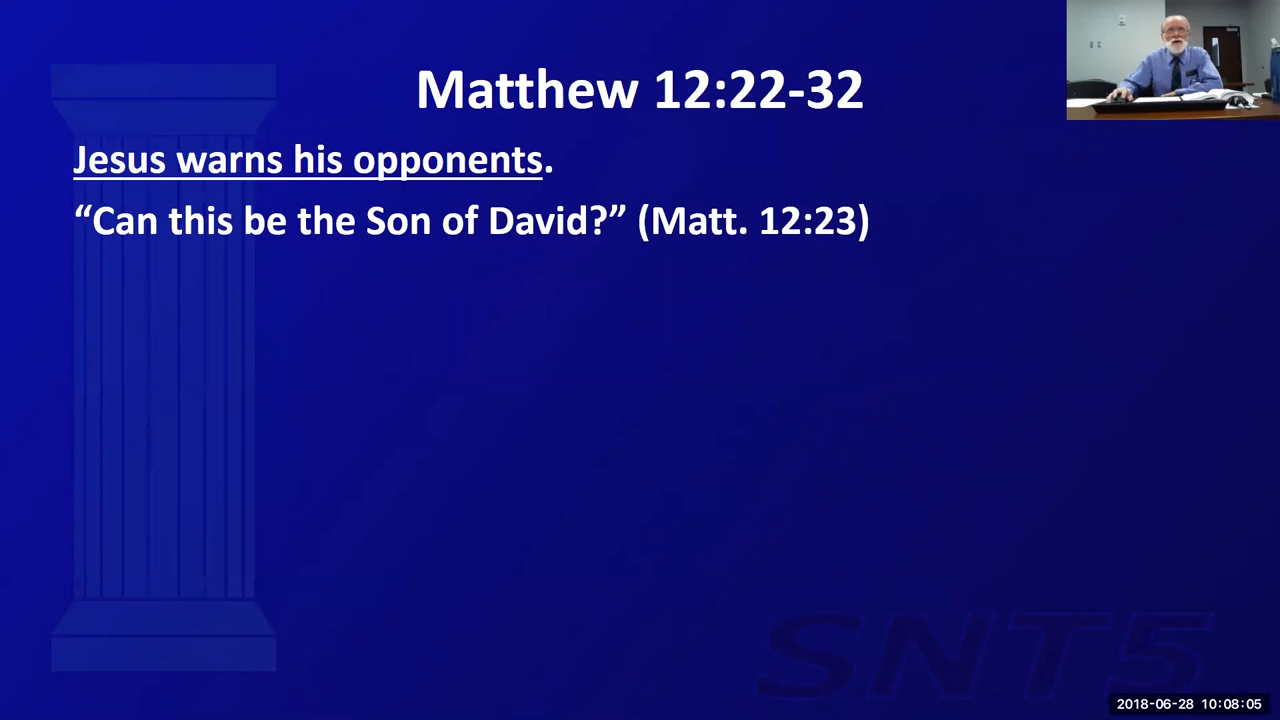 Matthew 12:22-32
Jesus warns his opponents.
“Can this be the Son of David?” (Matt. 12:23)
SNT5
2018-06-28 10:08:05